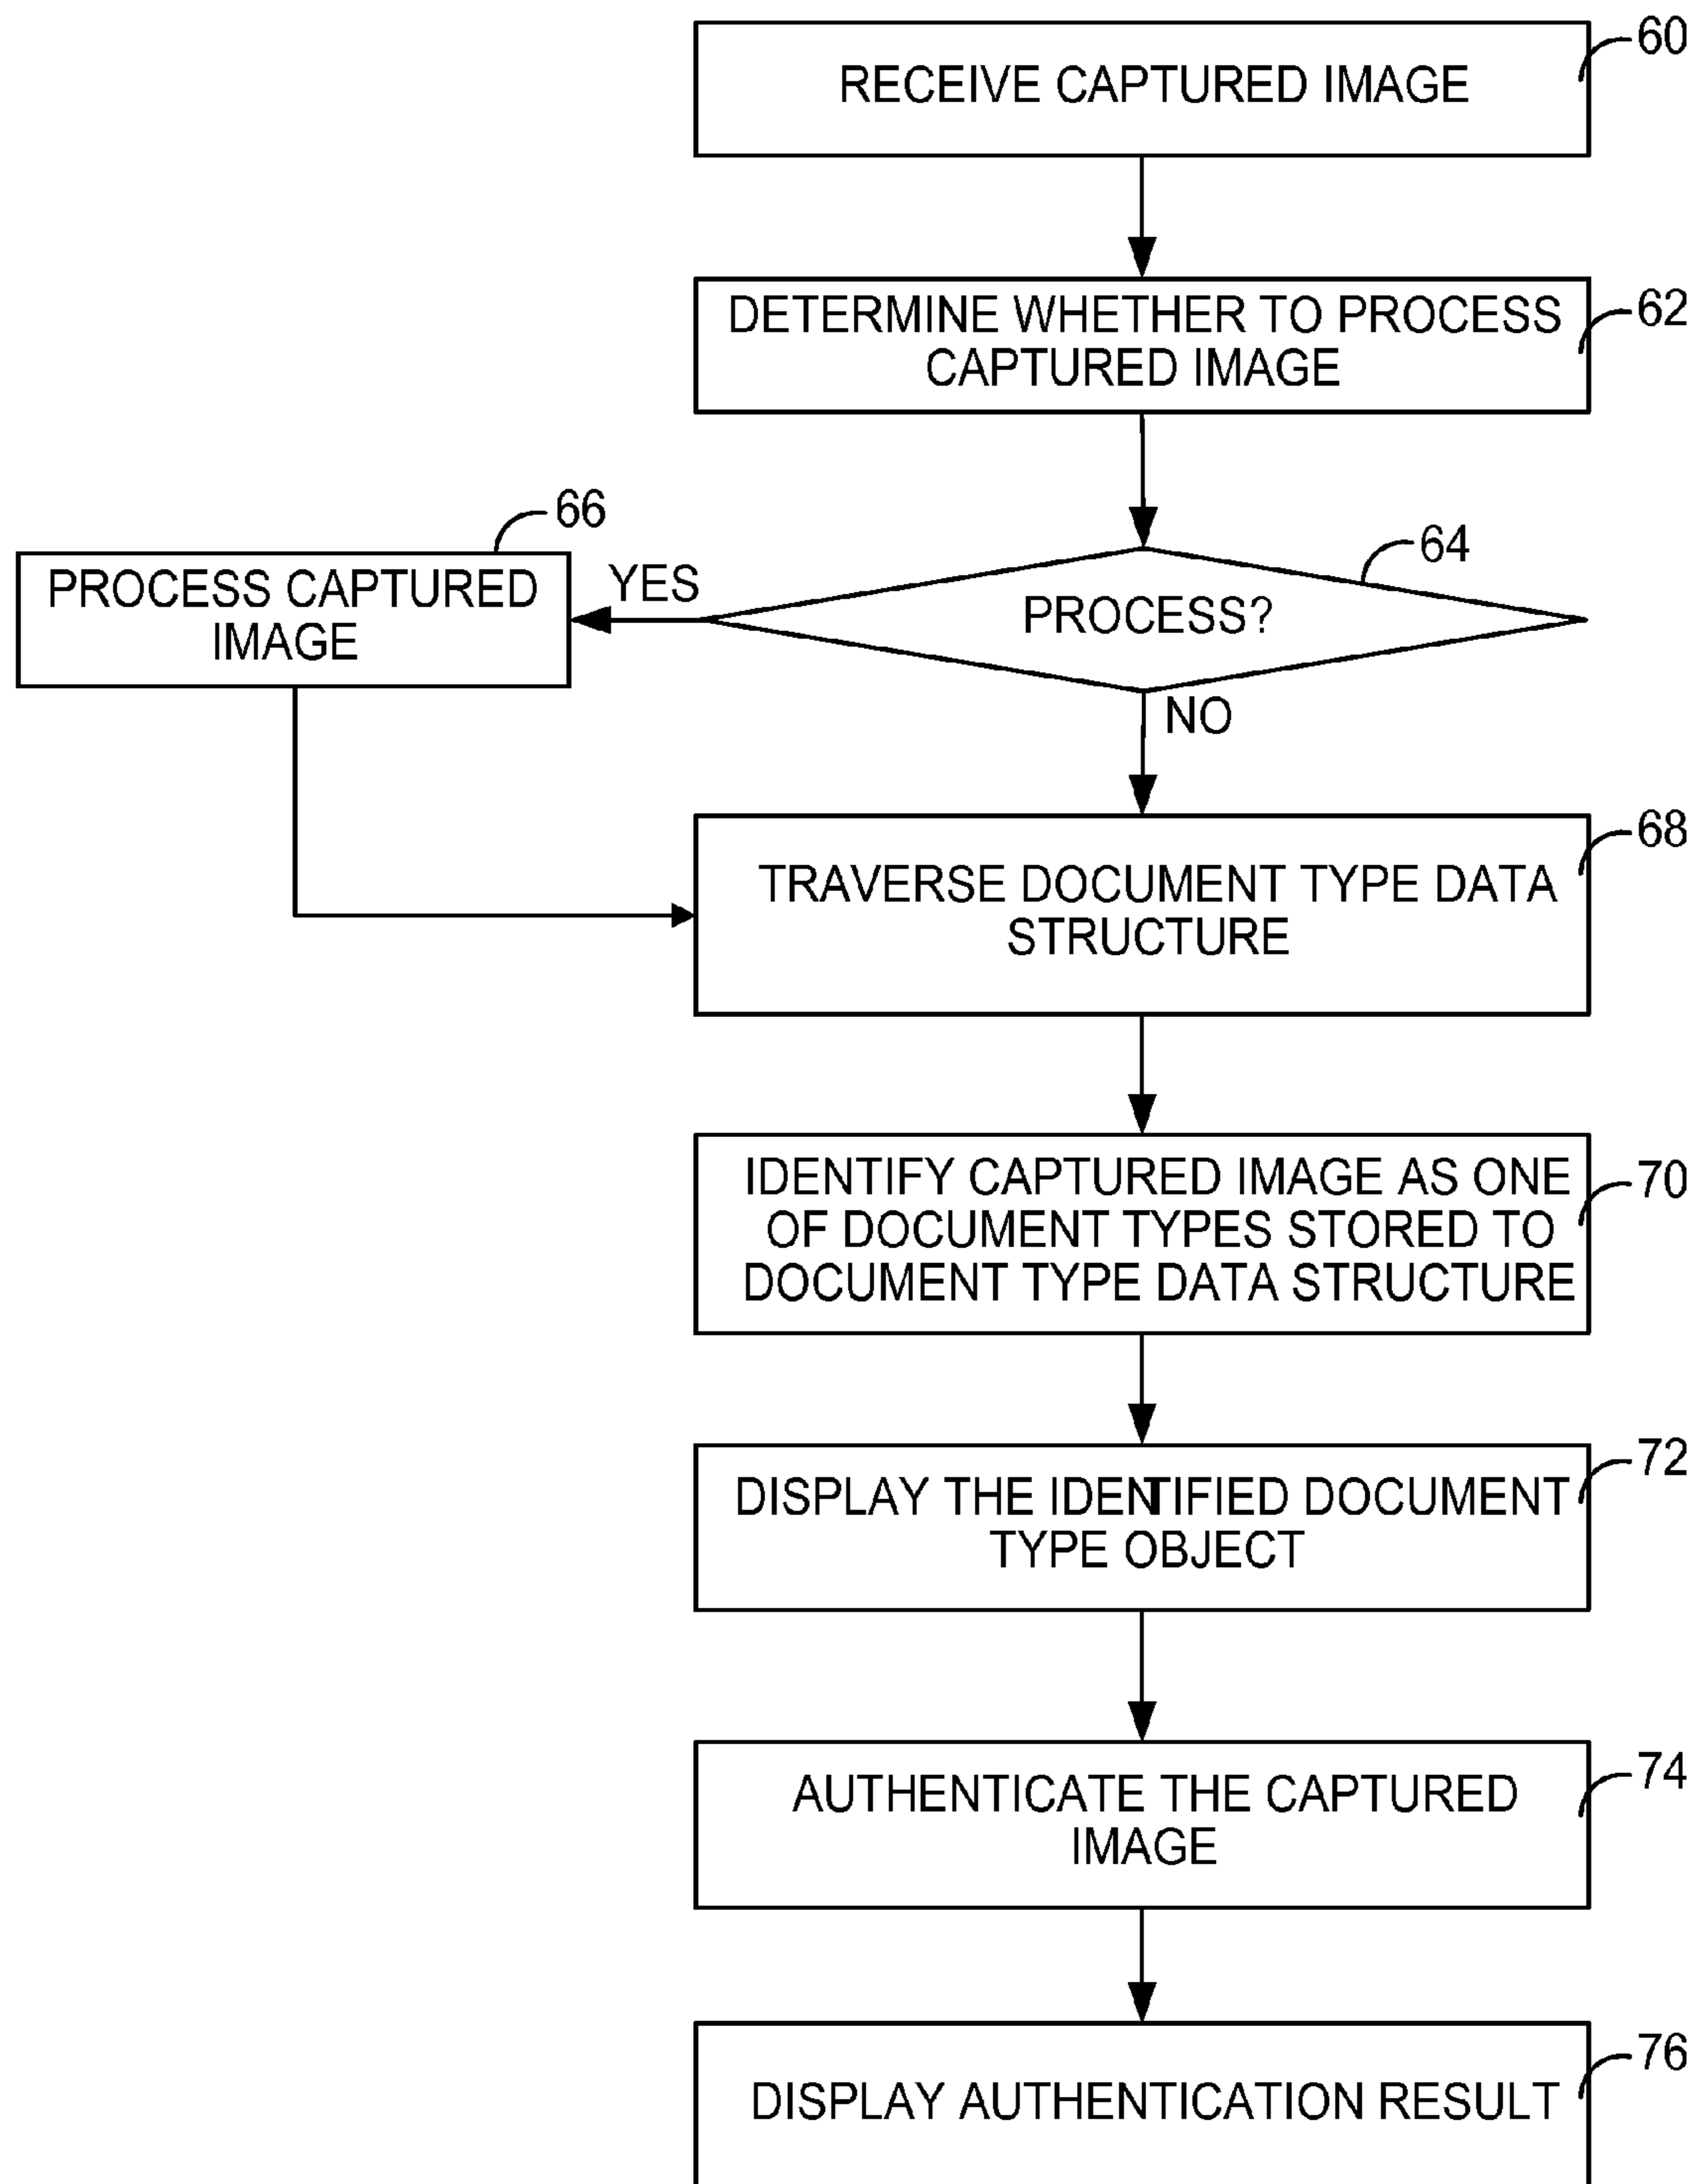 RECEIVE CAPTURED IMAGE
60
DETERMINE WHETHER TO PROCESS
CAPTURED IMAGE
62
66
PROCESS CAPTURED
IMAGE
YES
64
PROCESS?
NO
68
TRAVERSE DOCUMENT TYPE DATA
STRUCTURE
IDENTIFY CAPTURED IMAGE AS ONE
OF DOCUMENT TYPES STORED TO
DOCUMENT TYPE DATA STRUCTURE
70
72
DISPLAY THE IDENTIFIED DOCUMENT
TYPE OBJECT
74
AUTHENTICATE THE CAPTURED
IMAGE
76
DISPLAY AUTHENTICATION RESULT